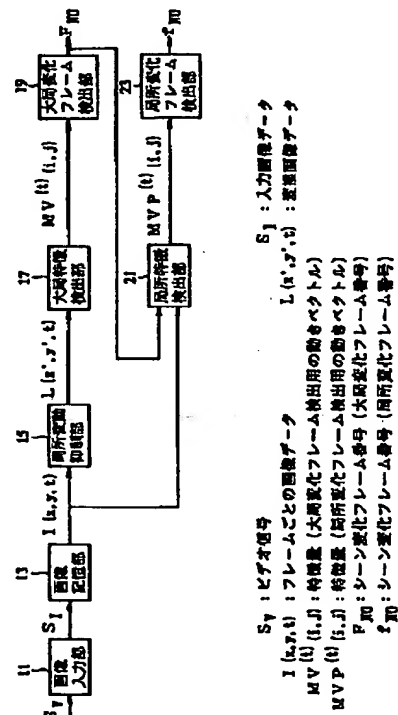 S_V
11
画像
入力部
S_I
13
画像
記憶部
I (x,y,t)
15
局所変動
抑制部
L (x',y',t)
17
大局特徴
検出部
MV^(t) (i,j)
19
大局変化
フレーム
検出部
F_NO
21
局所特徴
検出部
MVP^(t) (i,j)
23
局所変化
フレーム
検出部
f_NO
S_V : ビデオ信号
S_I : 入力画像データ
I (x,y,t) : フレームごとの画像データ
L (x',y',t) : 変換画像データ
MV^(t) (i,j) : 特徴量 (大局変化フレーム検出用の動きベクトル)
MVP^(t) (i,j) : 特徴量 (局所変化フレーム検出用の動きベクトル)
F_NO : シーン変化フレーム番号 (大局変化フレーム番号)
f_NO : シーン変化フレーム番号 (局所変化フレーム番号)